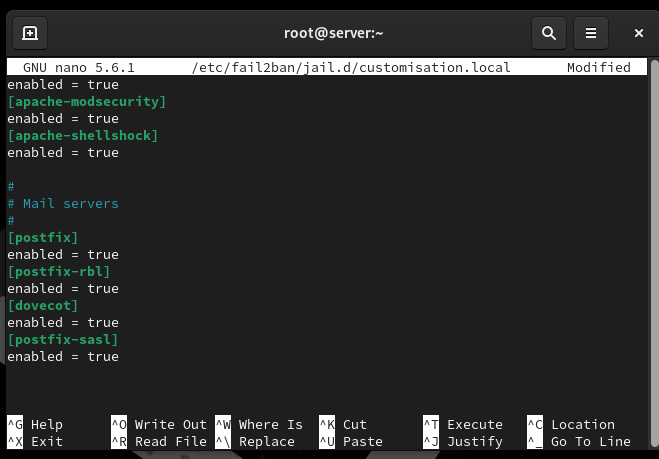 root@server:~
GNU nano 5.6.1 /etc/fail2ban/jail.d/customisation.local Modified
enabled = true
[apache-modsecurity]
enabled = true
[apache-shellshock]
enabled = true
#
# Mail servers
#
[postfix]
enabled = true
[postfix-rbl]
enabled = true
[dovecot]
enabled = true
[postfix-sasl]
enabled = true
^G Help ^O Write Out ^W Where Is ^K Cut ^T Execute ^C Location
^X Exit ^R Read File ^\ Replace ^U Paste ^J Justify ^_ Go To Line